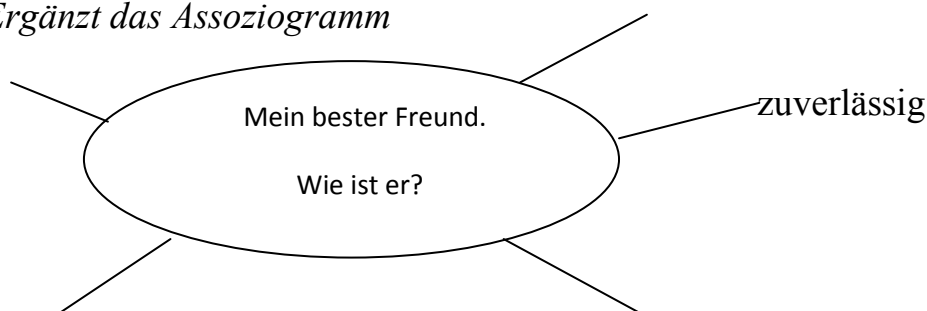 Ergänzt das Assoziogramm
zuverlässig
Mein bester Freund.
Wie ist er?